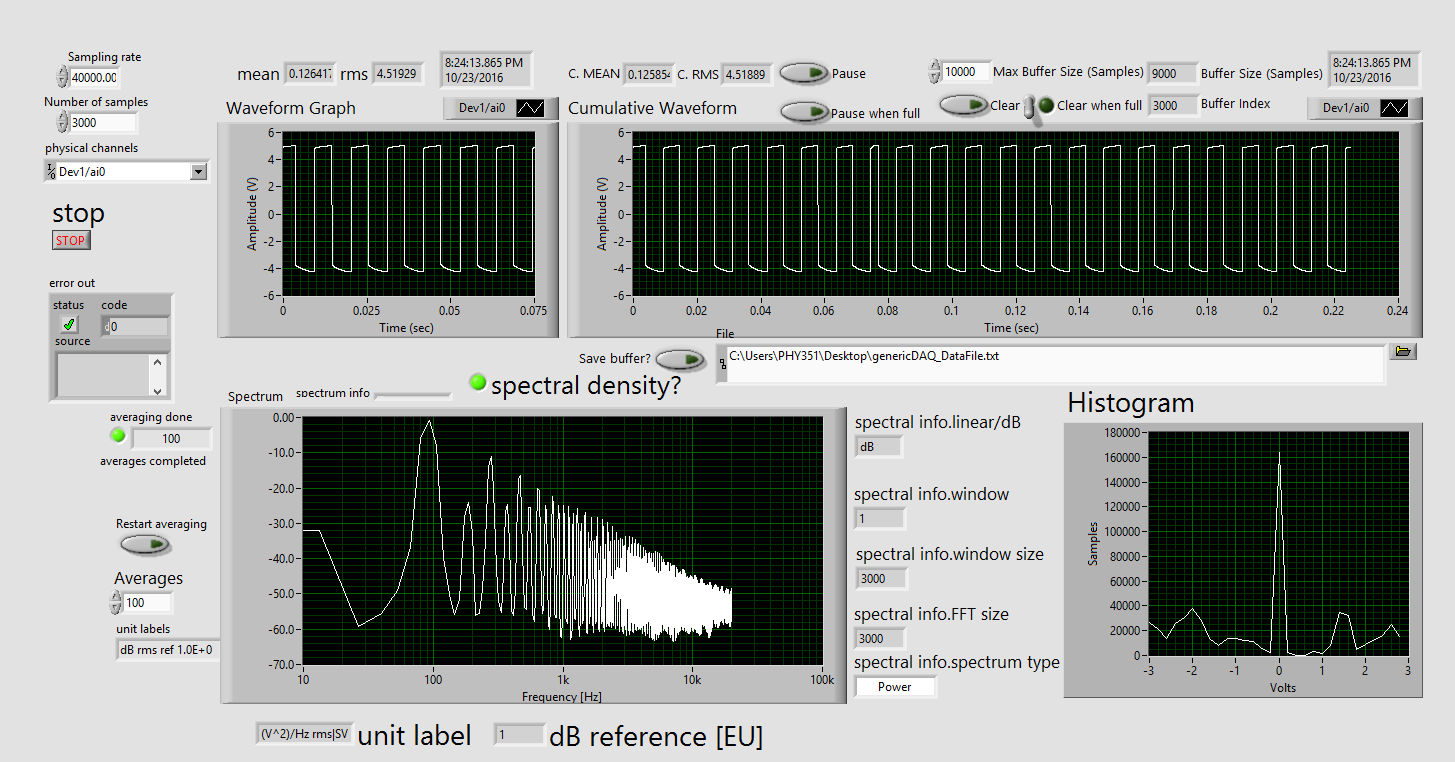 Sampling rate
40000.00
Number of samples
3000
physical channels
Dev1/ai0
stop
STOP
error out
status code
0
source
mean 0.126417 rms 4.51929 8:24:13.865 PM
10/23/2016
Waveform Graph Dev1/ai0
6
4
2
0
-2
-4
-6
Amplitude (V)
0 0.025 0.05 0.075
Time (sec)
C. MEAN 0.125854 C. RMS 4.51889 Pause
Pause when full
10000 Max Buffer Size (Samples) 9000 Buffer Size (Samples)
8:24:13.865 PM
10/23/2016
Clear Clear when full 3000 Buffer Index
Cumulative Waveform Dev1/ai0
6
4
2
0
-2
-4
-6
Amplitude (V)
0 0.02 0.04 0.06 0.08 0.1 0.12 0.14 0.16 0.18 0.2 0.22 0.24
Time (sec)
File
Save buffer? C:\Users\PHY351\Desktop\genericDAQ_DataFile.txt
averaging done
100
averages completed
Restart averaging
Averages
100
unit labels
dB rms ref 1.0E+0
Spectrum spectrum info spectral density?
0.00
-10.0
-20.0
-30.0
-40.0
-50.0
-60.0
-70.0
10 100 1k 10k 100k
Frequency [Hz]
spectral info.linear/dB
dB
spectral info.window
1
spectral info.window size
3000
spectral info.FFT size
3000
spectral info.spectrum type
Power
Histogram
180000
160000
140000
120000
100000
80000
60000
40000
20000
0
Samples
-3 -2 -1 0 1 2 3
Volts
(V^2)/Hz rms|SV unit label 1 dB reference [EU]